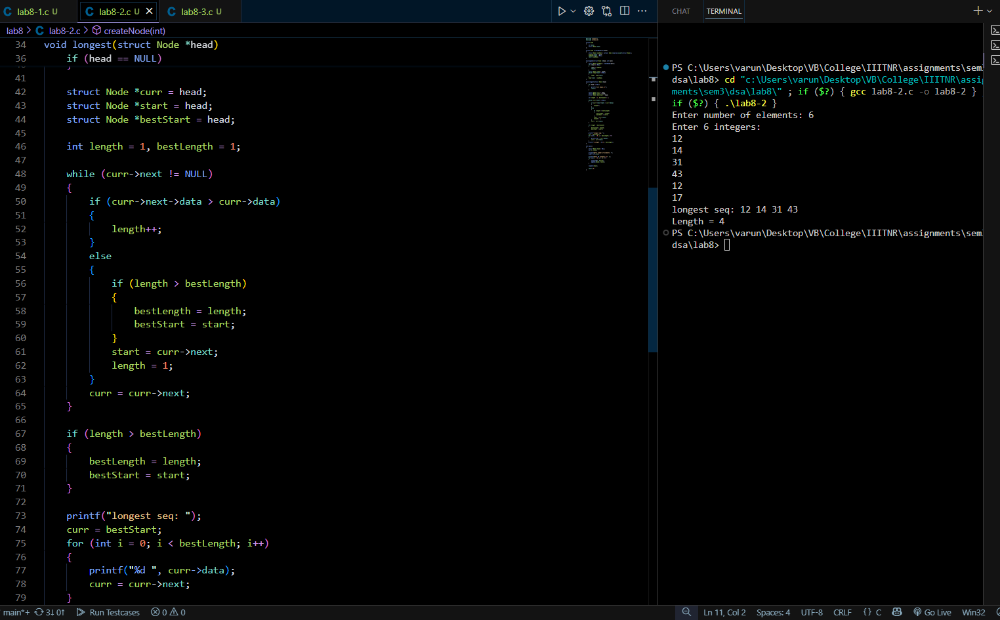 lab8-1.c U
lab8-2.c U
lab8-3.c U
CHAT
TERMINAL
lab8 > C lab8-2.c > createNode(int)
34 void longest(struct Node *head)
36 if (head == NULL)
41
42 struct Node *curr = head;
43 struct Node *start = head;
44 struct Node *bestStart = head;
45
46 int length = 1, bestLength = 1;
47
48 while (curr->next != NULL)
49 {
50 if (curr->next->data > curr->data)
51 {
52 length++;
53 }
54 else
55 {
56 if (length > bestLength)
57 {
58 bestLength = length;
59 bestStart = start;
60 }
61 start = curr->next;
62 length = 1;
63 }
64 curr = curr->next;
65 }
66
67 if (length > bestLength)
68 {
69 bestLength = length;
70 bestStart = start;
71 }
72
73 printf("longest seq: ");
74 curr = bestStart;
75 for (int i = 0; i < bestLength; i++)
76 {
77 printf("%d ", curr->data);
78 curr = curr->next;
79 }
PS C:\Users\varun\Desktop\VB\College\IIITNR\assignments\sem
dsa\lab8> cd "c:\Users\varun\Desktop\VB\College\IIITNR\assig
ments\sem3\dsa\lab8\" ; if ($?) { gcc lab8-2.c -o lab8-2 }
if ($?) { .\lab8-2 }
Enter number of elements: 6
Enter 6 integers:
12
14
31
43
12
17
longest seq: 12 14 31 43
Length = 4
PS C:\Users\varun\Desktop\VB\College\IIITNR\assignments\sem
dsa\lab8>
main*+ 3↓ 0↑ Run Testcases 0 0
Ln 11, Col 2 Spaces: 4 UTF-8 CRLF {} C Go Live Win32